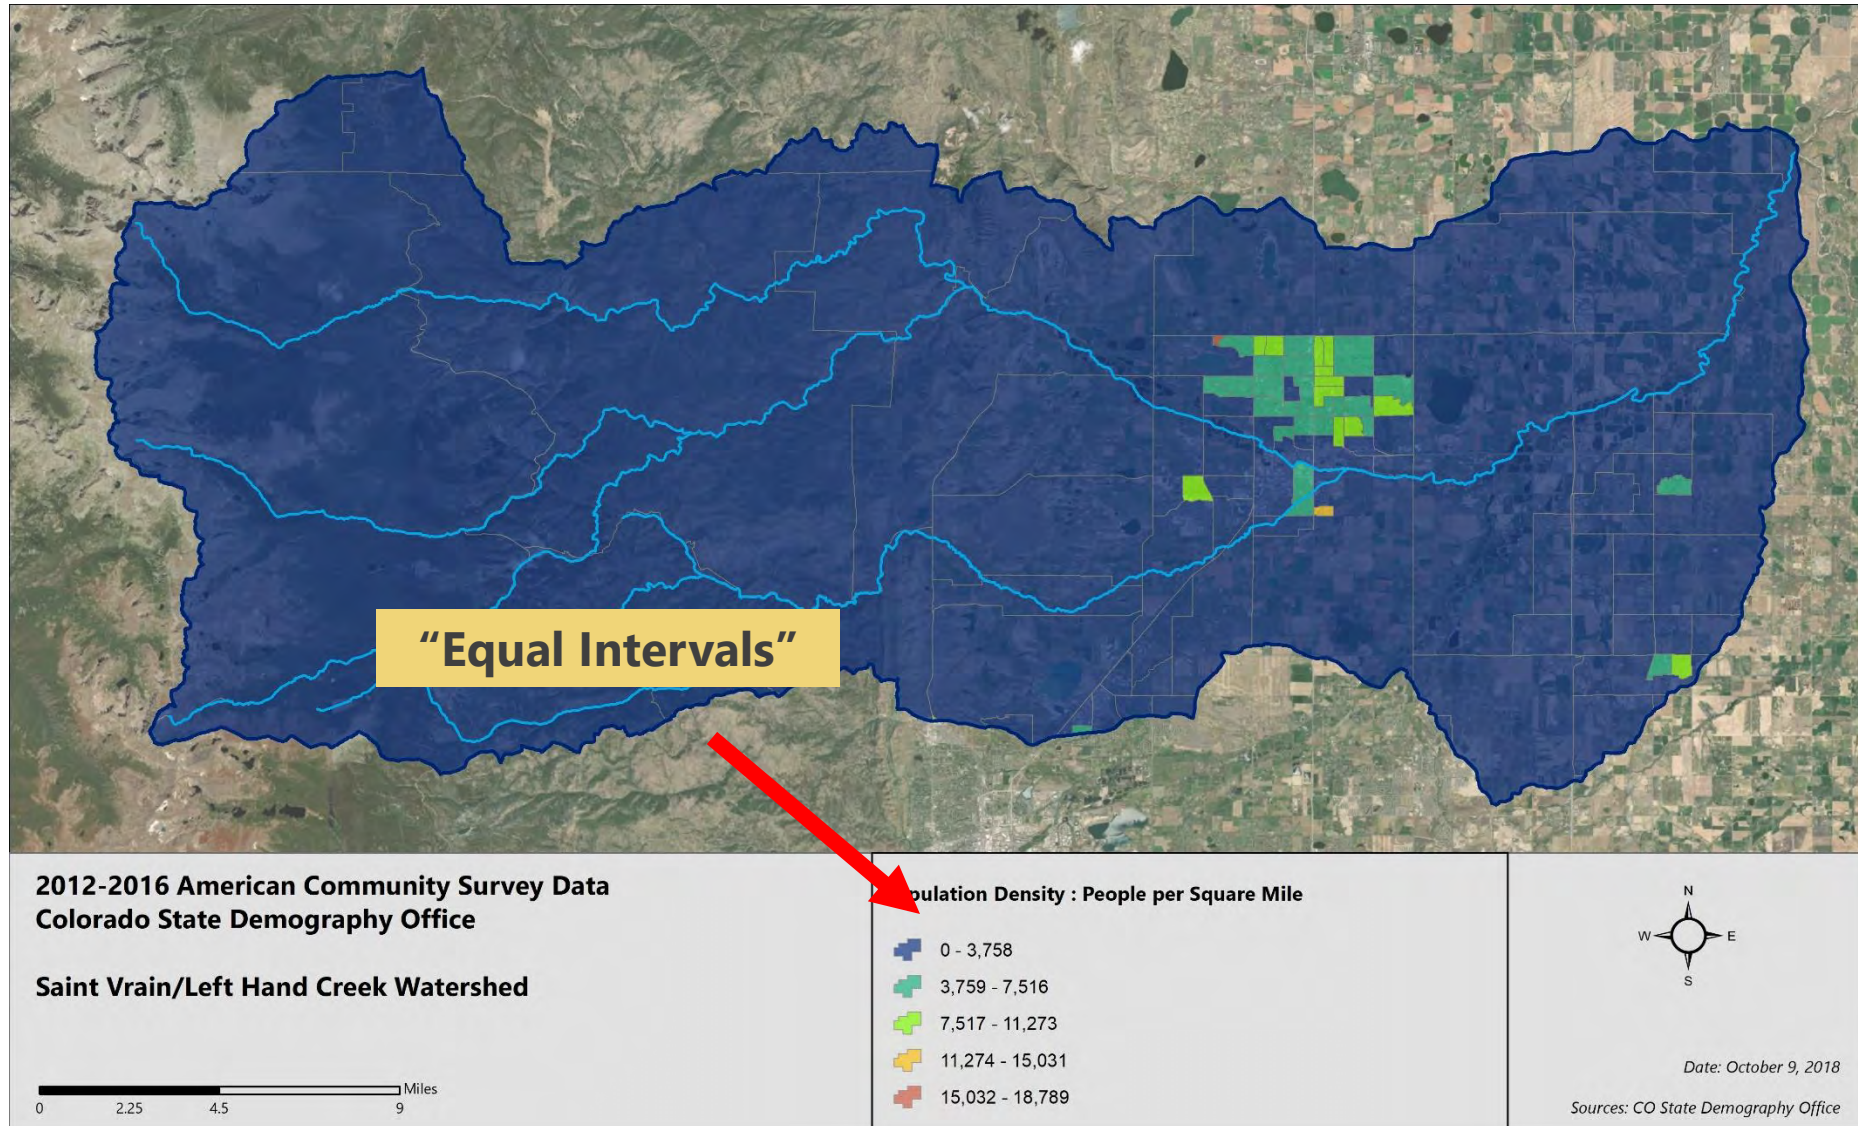 “Equal Intervals”
2012-2016 American Community Survey Data
Colorado State Demography Office
Saint Vrain/Left Hand Creek Watershed
Miles
0 2.25 4.5 9
pulation Density : People per Square Mile
0 - 3,758
3,759 - 7,516
7,517 - 11,273
11,274 - 15,031
15,032 - 18,789
N
W E
S
Date: October 9, 2018
Sources: CO State Demography Office